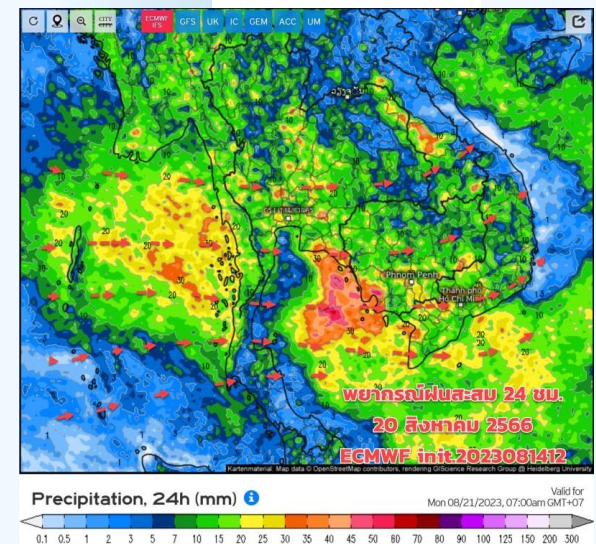 CITY
CITY
ECMWF
IFS
GFS
UK
IC
GEM
ACC
UM
Phnom Penh
Thành phố
Hồ Chí Minh
พยากรณ์ฝนสะสม 24 ชม.
20 สิงหาคม 2566
ECMWF init.2023081412
Kartenmaterial Map data © OpenStreetMap contributors, rendering GIScience Research Group @ Heidelberg University
Precipitation, 24h (mm)
Valid for
Mon 08/21/2023, 07:00am GMT+07
0.1 0.5 1 2 3 5 7 10 15 20 25 30 35 40 45 50 60 70 80 90 100 125 150 200 300